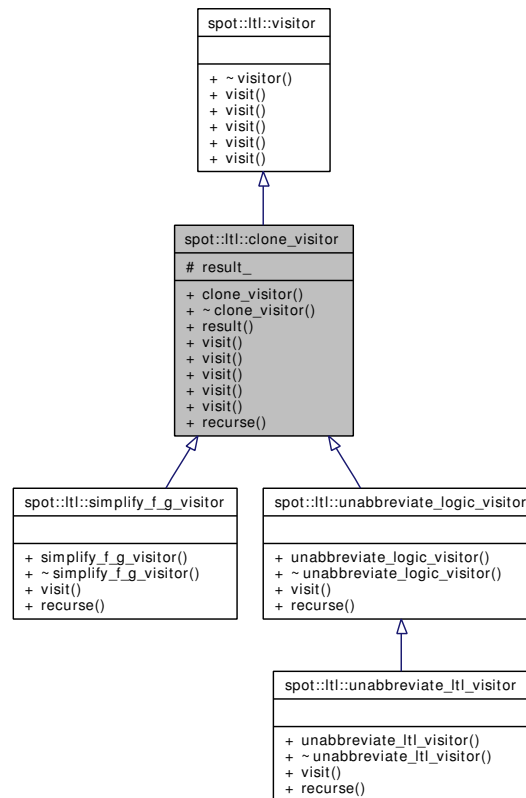 spot::ltl::visitor
+ ~ visitor()
+ visit()
+ visit()
+ visit()
+ visit()
+ visit()
spot::ltl::clone_visitor
# result_
+ clone_visitor()
+ ~ clone_visitor()
+ result()
+ visit()
+ visit()
+ visit()
+ visit()
+ visit()
+ recurse()
spot::ltl::simplify_f_g_visitor
+ simplify_f_g_visitor()
+ ~ simplify_f_g_visitor()
+ visit()
+ recurse()
spot::ltl::unabbreviate_logic_visitor
+ unabbreviate_logic_visitor()
+ ~ unabbreviate_logic_visitor()
+ visit()
+ recurse()
spot::ltl::unabbreviate_ltl_visitor
+ unabbreviate_ltl_visitor()
+ ~ unabbreviate_ltl_visitor()
+ visit()
+ recurse()